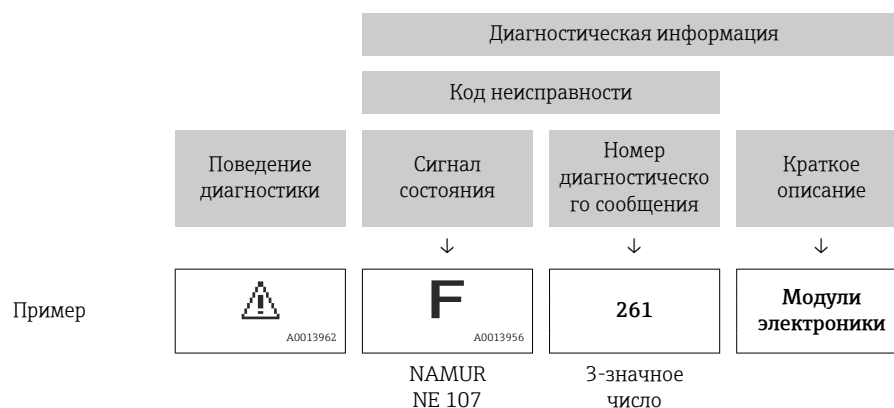 Диагностическая информация
Код неисправности
Поведение
диагностики
Сигнал
состояния
Номер
диагностическо
го сообщения
Краткое
описание
↓ ↓ ↓
Пример
A0013962
F
A0013956
261
Модули
электроники
NAMUR
NE 107
3-значное
число